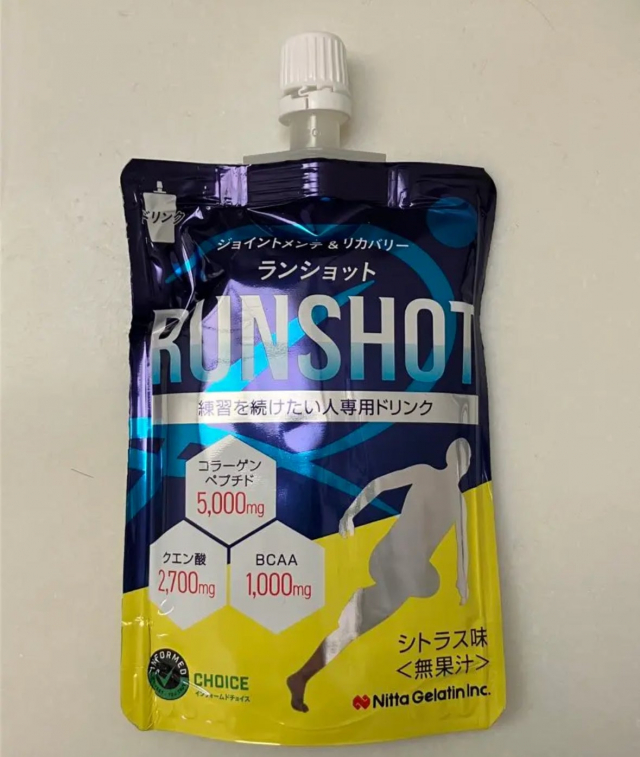 ドリンク
ジョイントメンテ & リカバリー
ランショット
RUNSHOT
練習を続けたい人専用ドリンク
コラーゲン
ペプチド
5,000mg
クエン酸
2,700mg
BCAA
1,000mg
シトラス味
<無果汁>
INFORMED
CHOICE
インフォームドチョイス
Nitta Gelatin Inc.